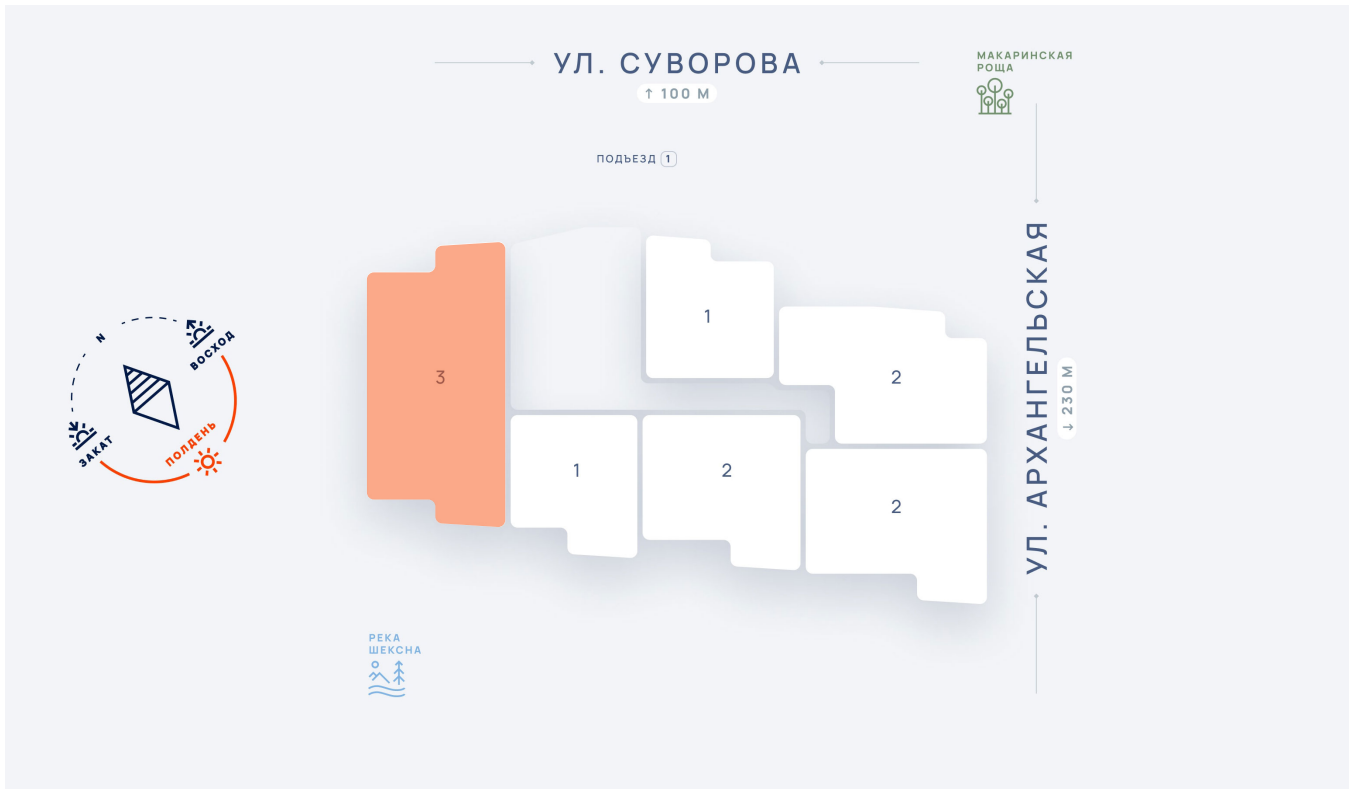 УЛ. СУВОРОВА
↑ 100 М
МАКАРИНСКАЯ
РОЩА
ПОДЪЕЗД 1
УЛ. АРХАНГЕЛЬСКАЯ
↓ 230 М
N
ВОСХОД
ПОЛДЕНЬ
ЗАКАТ
1
2
3
1
2
2
РЕКА
ШЕКСНА